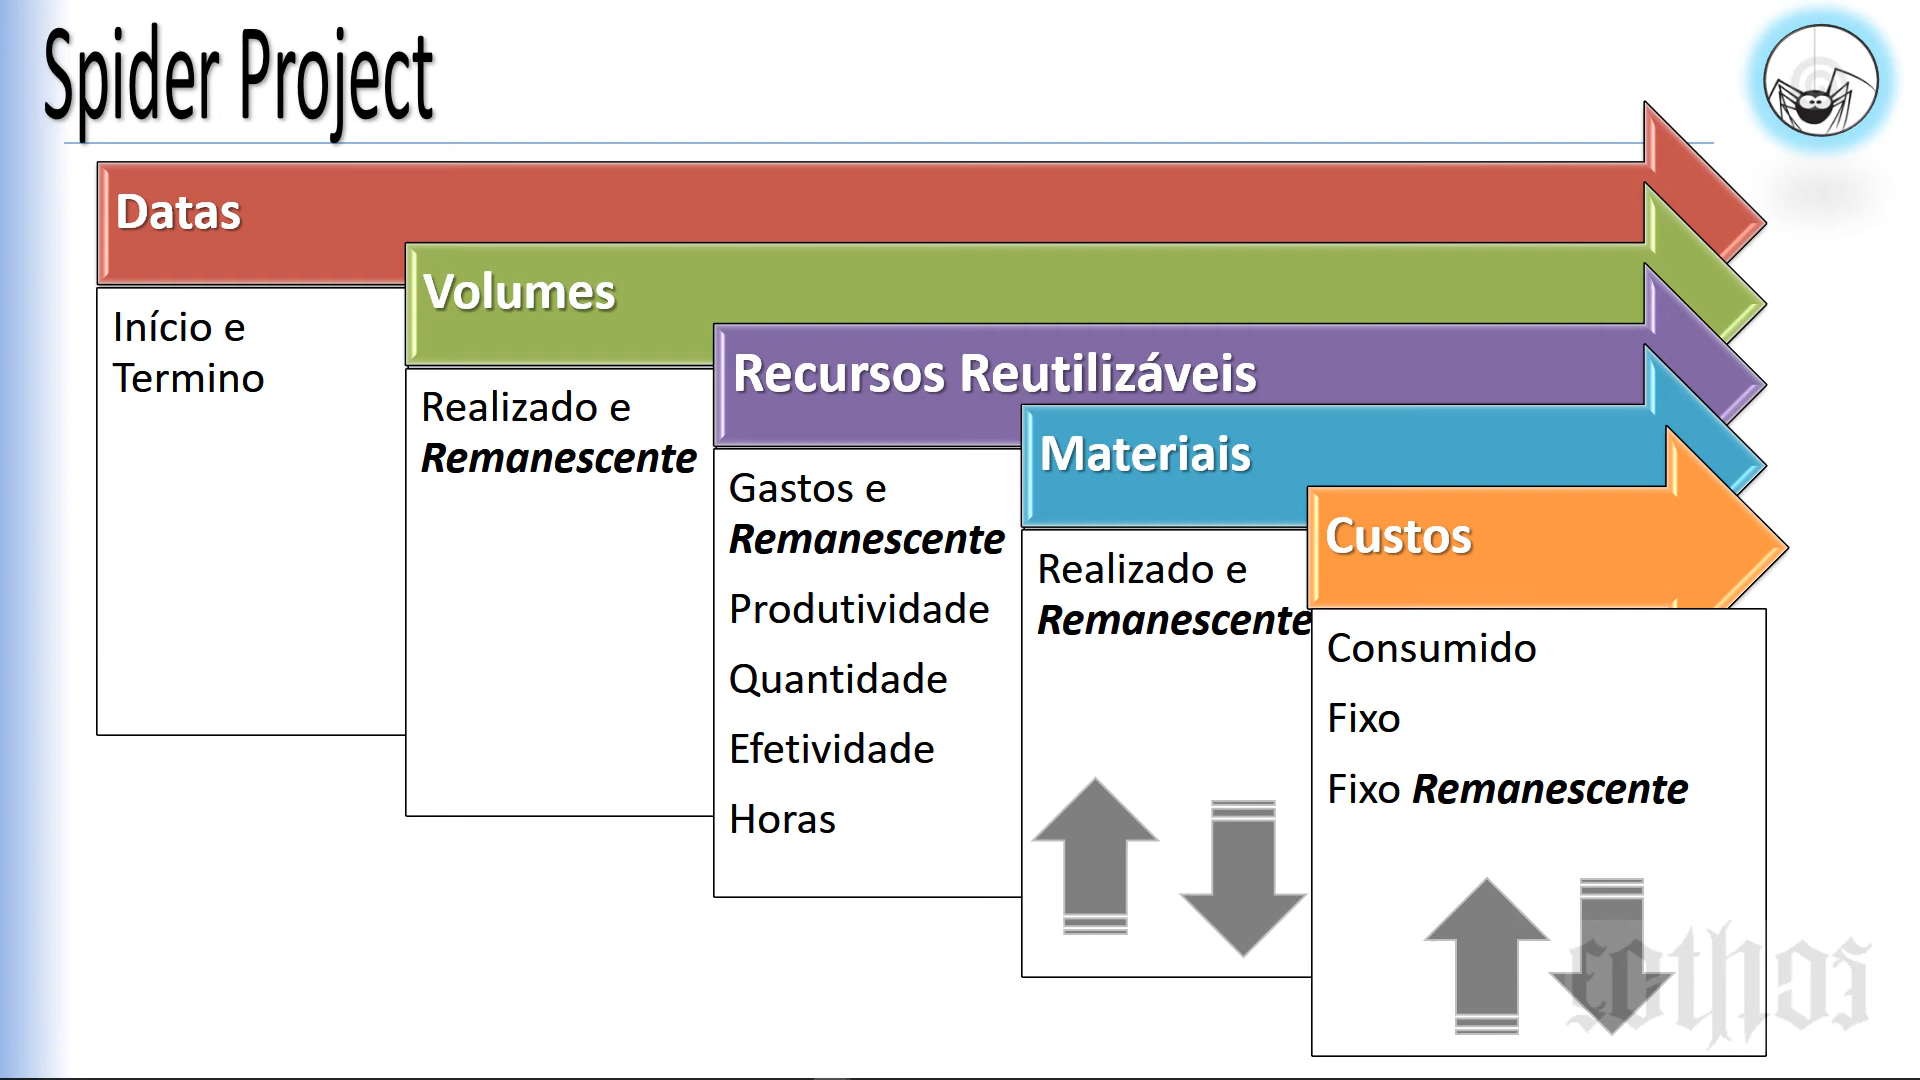 Spider Project
Datas
Início e
Termino
Volumes
Realizado e
Remanescente
Recursos Reutilizáveis
Gastos e
Remanescente
Produtividade
Quantidade
Efetividade
Horas
Materiais
Realizado e
Remanescente
Custos
Consumido
Fixo
Fixo Remanescente